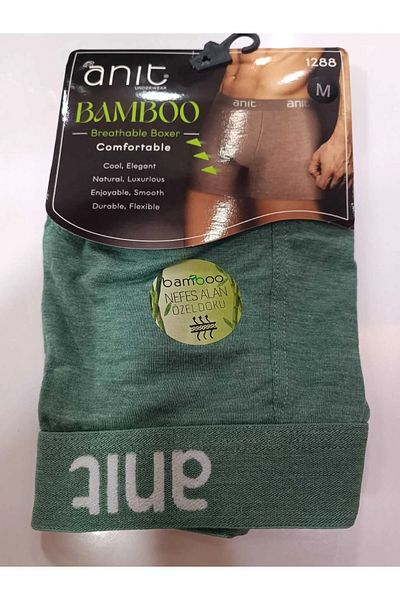 anit
UNDERWEAR
1288
M
BAMBOO
Breathable Boxer
Comfortable
Cool, Elegant
Natural, Luxurious
Enjoyable, Smooth
Durable, Flexible
anit
anit
bamboo
NEFES ALAN
ÖZEL DOKU
anit